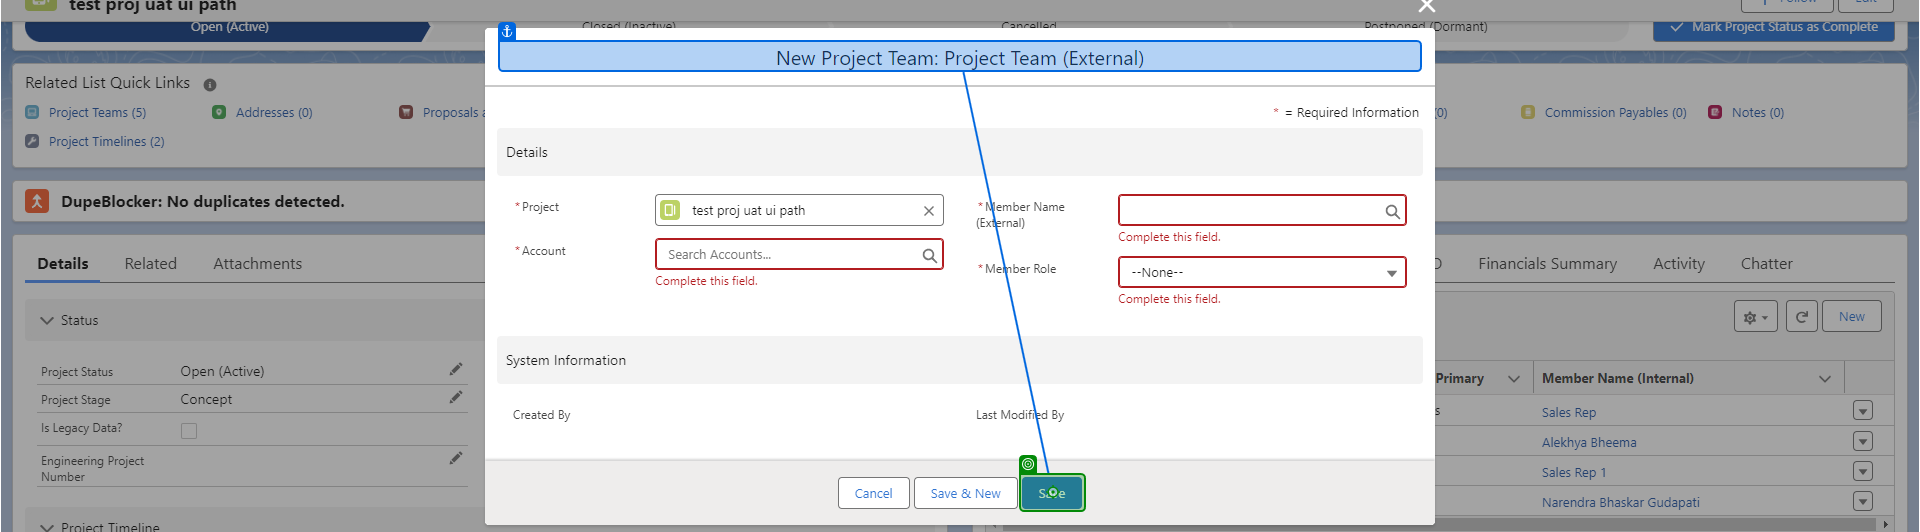 test proj uat ui path
Follow
Edit
Open (Active)
Closed (Inactive)
Cancelled
Postponed (Dormant)
Mark Project Status as Complete
New Project Team: Project Team (External)
Related List Quick Links
* = Required Information
Project Teams (5)
Addresses (0)
Proposals
(0)
Commission Payables (0)
Notes (0)
Project Timelines (2)
Details
DupeBlocker: No duplicates detected.
*Project
test proj uat ui path
*Member Name
(External)
Complete this field.
*Account
Search Accounts...
Complete this field.
*Member Role
--None--
Complete this field.
Details
Related
Attachments
Financials Summary
Activity
Chatter
Status
New
System Information
Project Status
Open (Active)
Primary
Member Name (Internal)
Project Stage
Concept
Created By
Last Modified By
Sales Rep
Is Legacy Data?
Alekhya Bheema
Engineering Project
Number
Sales Rep 1
Cancel
Save & New
Save
Narendra Bhaskar Gudapati
Project Timeline